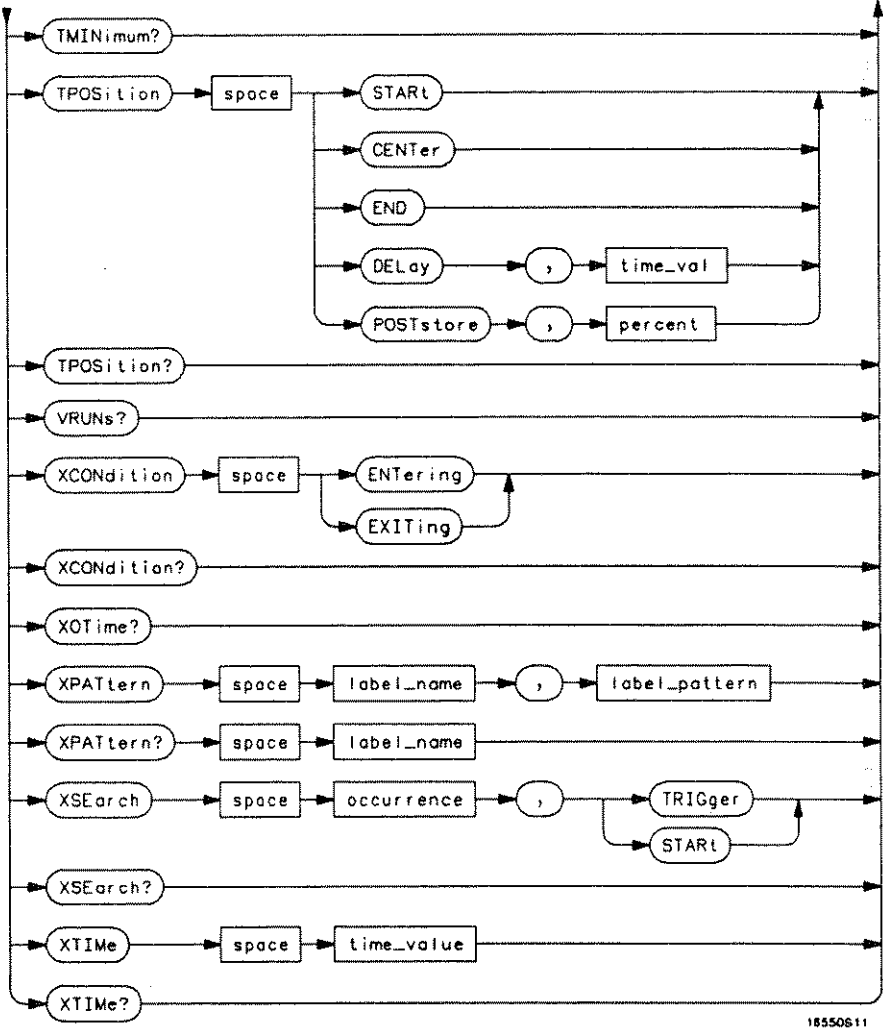 TMINimum?
TPOSition space STARt
CENTer
END
DELay , time_val
POSTstore , percent
TPOSition?
VRUNs?
XCONdition space ENTering
EXITing
XCONdition?
XOTime?
XPATtern space label_name , label_pattern
XPATtern? space label_name
XSEarch space occurrence , TRIGger
STARt
XSEarch?
XTIMe space time_value
XTIMe?
16550S11